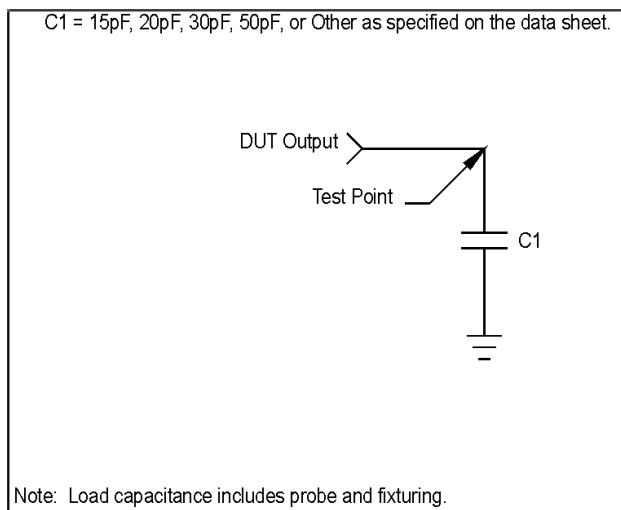 C1 = 15pF, 20pF, 30pF, 50pF, or Other as specified on the data sheet.
DUT Output
Test Point
C1
Note: Load capacitance includes probe and fixturing.